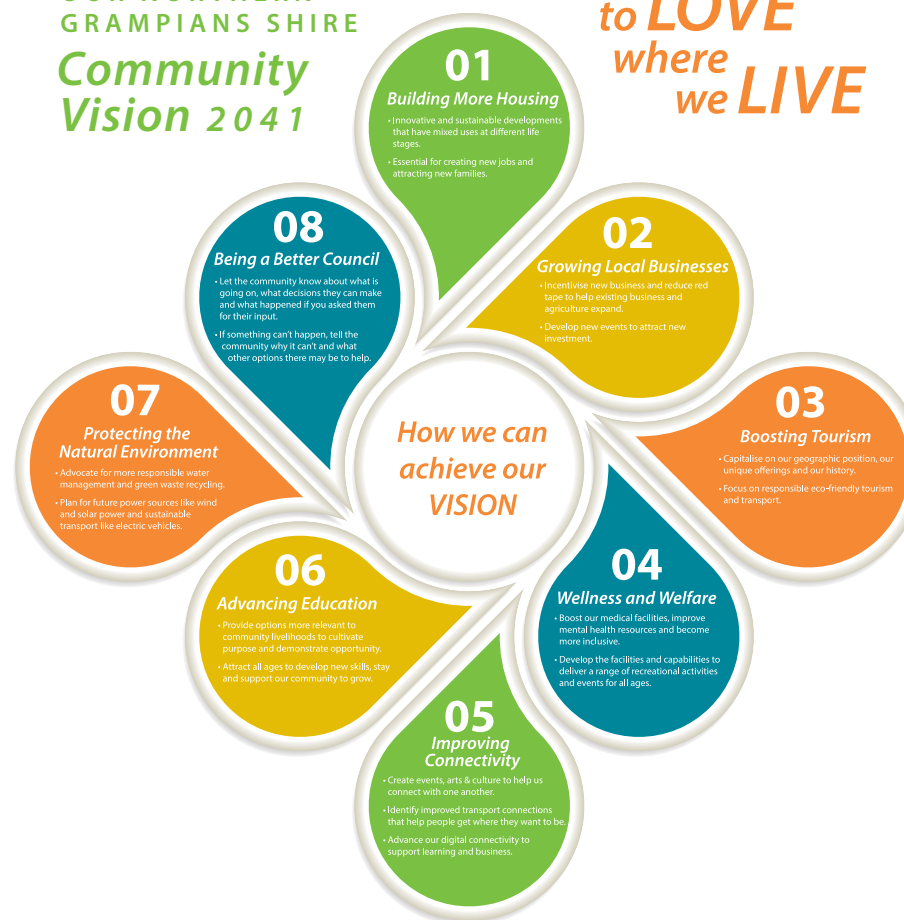 GRAMPIANS SHIRE
Community
Vision 2041
to LOVE
where
we LIVE
01
Building More Housing
• Innovative and sustainable developments
that have mixed uses at different life
stages.
• Essential for creating new jobs and
attracting new families.
02
Growing Local Businesses
• Incentivise new business and reduce red
tape to help existing business and
agriculture expand.
• Develop new events to attract new
investment.
03
Boosting Tourism
• Capitalise on our geographic position, our
unique offerings and our history.
• Focus on responsible eco-friendly tourism
and transport.
04
Wellness and Welfare
• Boost our medical facilities, improve
mental health resources and become
more inclusive.
• Develop the facilities and capabilities to
deliver a range of recreational activities
and events for all ages.
05
Improving
Connectivity
• Create events, arts & culture to help us
connect with one another.
• Identify improved transport connections
that help people get where they want to be.
• Advance our digital connectivity to
support learning and business.
06
Advancing Education
• Provide options more relevant to
community livelihoods to cultivate
purpose and demonstrate opportunity.
• Attract all ages to develop new skills, stay
and support our community to grow.
07
Protecting the
Natural Environment
• Advocate for more responsible water
management and green waste recycling.
• Plan for future power sources like wind
and solar power and sustainable
transport like electric vehicles.
08
Being a Better Council
• Let the community know about what is
going on, what decisions they can make
and what happened if you asked them
for their input.
• If something can't happen, tell the
community why it can't and what
other options there may be to help.
How we can
achieve our
VISION